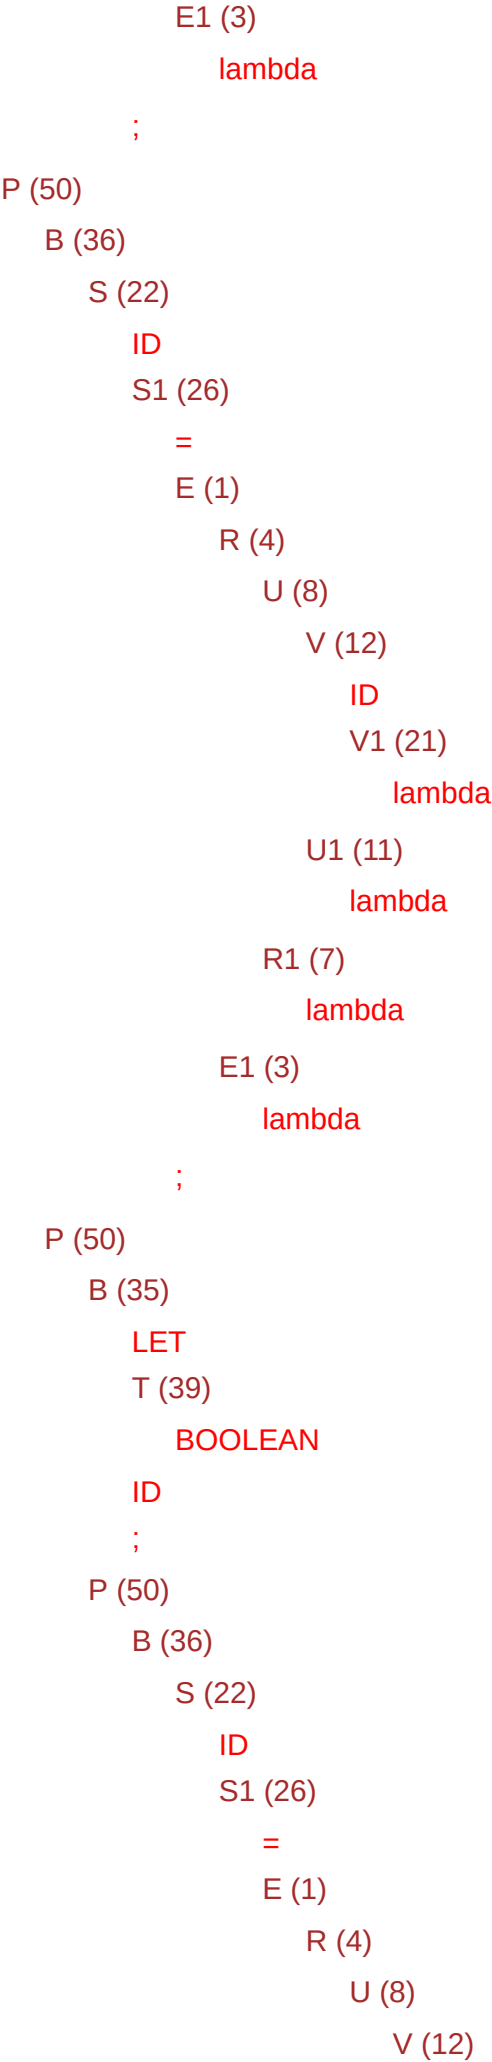 E1 (3)
lambda
;
P (50)
B (36)
S (22)
ID
S1 (26)
=
E (1)
R (4)
U (8)
V (12)
ID
V1 (21)
lambda
U1 (11)
lambda
R1 (7)
lambda
E1 (3)
lambda
;
P (50)
B (35)
LET
T (39)
BOOLEAN
ID
;
P (50)
B (36)
S (22)
ID
S1 (26)
=
E (1)
R (4)
U (8)
V (12)